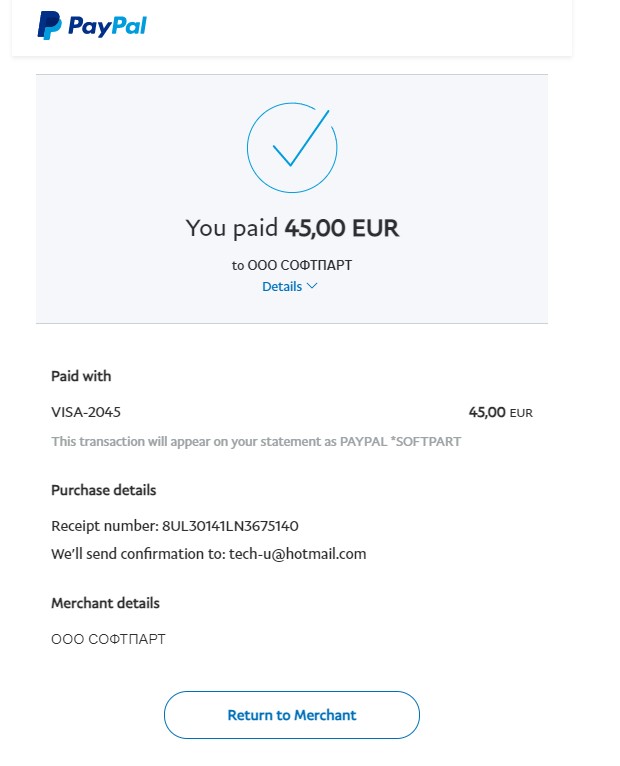 PayPal
You paid 45,00 EUR
to ООО СОФТПАРТ
Details
Paid with
VISA-2045 45,00 EUR
This transaction will appear on your statement as PAYPAL *SOFTPART
Purchase details
Receipt number: 8UL30141LN3675140
We'll send confirmation to: tech-u@hotmail.com
Merchant details
ООО СОФТПАРТ
Return to Merchant